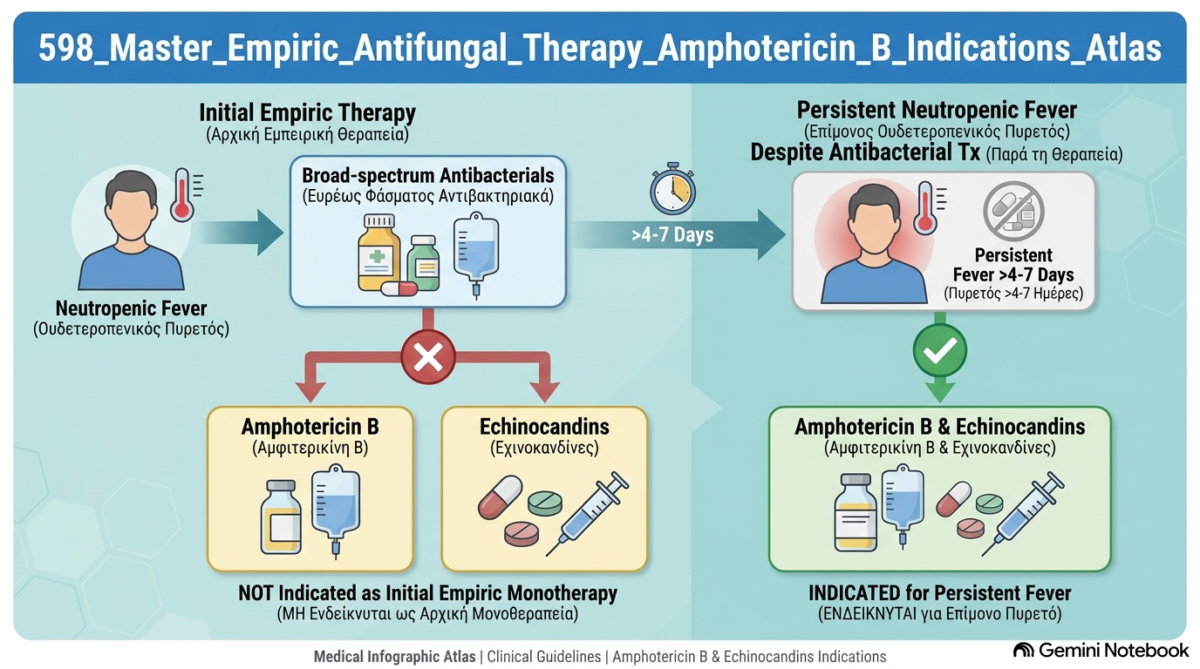 598_Master_Empiric_Antifungal_Therapy_Amphotericin_B_Indications_Atlas
Initial Empiric Therapy
(Αρχική Εμπειρική Θεραπεία)
Neutropenic Fever
(Ουδετεροπενικός Πυρετός)
Broad-spectrum Antibacterials
(Ευρέως Φάσματος Αντιβακτηριακά)
>4-7 Days
Persistent Neutropenic Fever
(Επίμονος Ουδετεροπενικός Πυρετός)
Despite Antibacterial Tx (Παρά τη Θεραπεία)
Persistent
Fever >4-7 Days
(Πυρετός >4-7 Ημέρες)
Amphotericin B
(Αμφιτερικίνη Β)
Echinocandins
(Εχινοκανδίνες)
NOT Indicated as Initial Empiric Monotherapy
(ΜΗ Ενδείκνυται ως Αρχική Μονοθεραπεία)
Amphotericin B & Echinocandins
(Αμφιτερικίνη Β & Εχινοκανδίνες)
INDICATED for Persistent Fever
(ΕΝΔΕΙΚΝΥΤΑΙ για Επίμονο Πυρετό)
Medical Infographic Atlas | Clinical Guidelines | Amphotericin B & Echinocandins Indications
Gemini Notebook